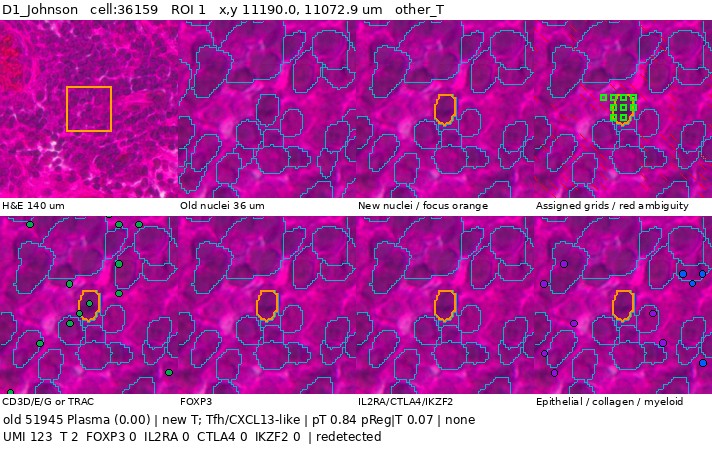 D1_Johnson cell:36159 ROI 1 x,y 11190.0, 11072.9 um other_T
H&E 140 um
Old nuclei 36 um
New nuclei / focus orange
Assigned grids / red ambiguity
CD3D/E/G or TRAC
FOXP3
IL2RA/CTLA4/IKZF2
Epithelial / collagen / myeloid
old 51945 Plasma (0.00) | new T; Tfh/CXCL13-like | pT 0.84 pReg|T 0.07 | none
UMI 123 T 2 FOXP3 0 IL2RA 0 CTLA4 0 IKZF2 0 | redetected